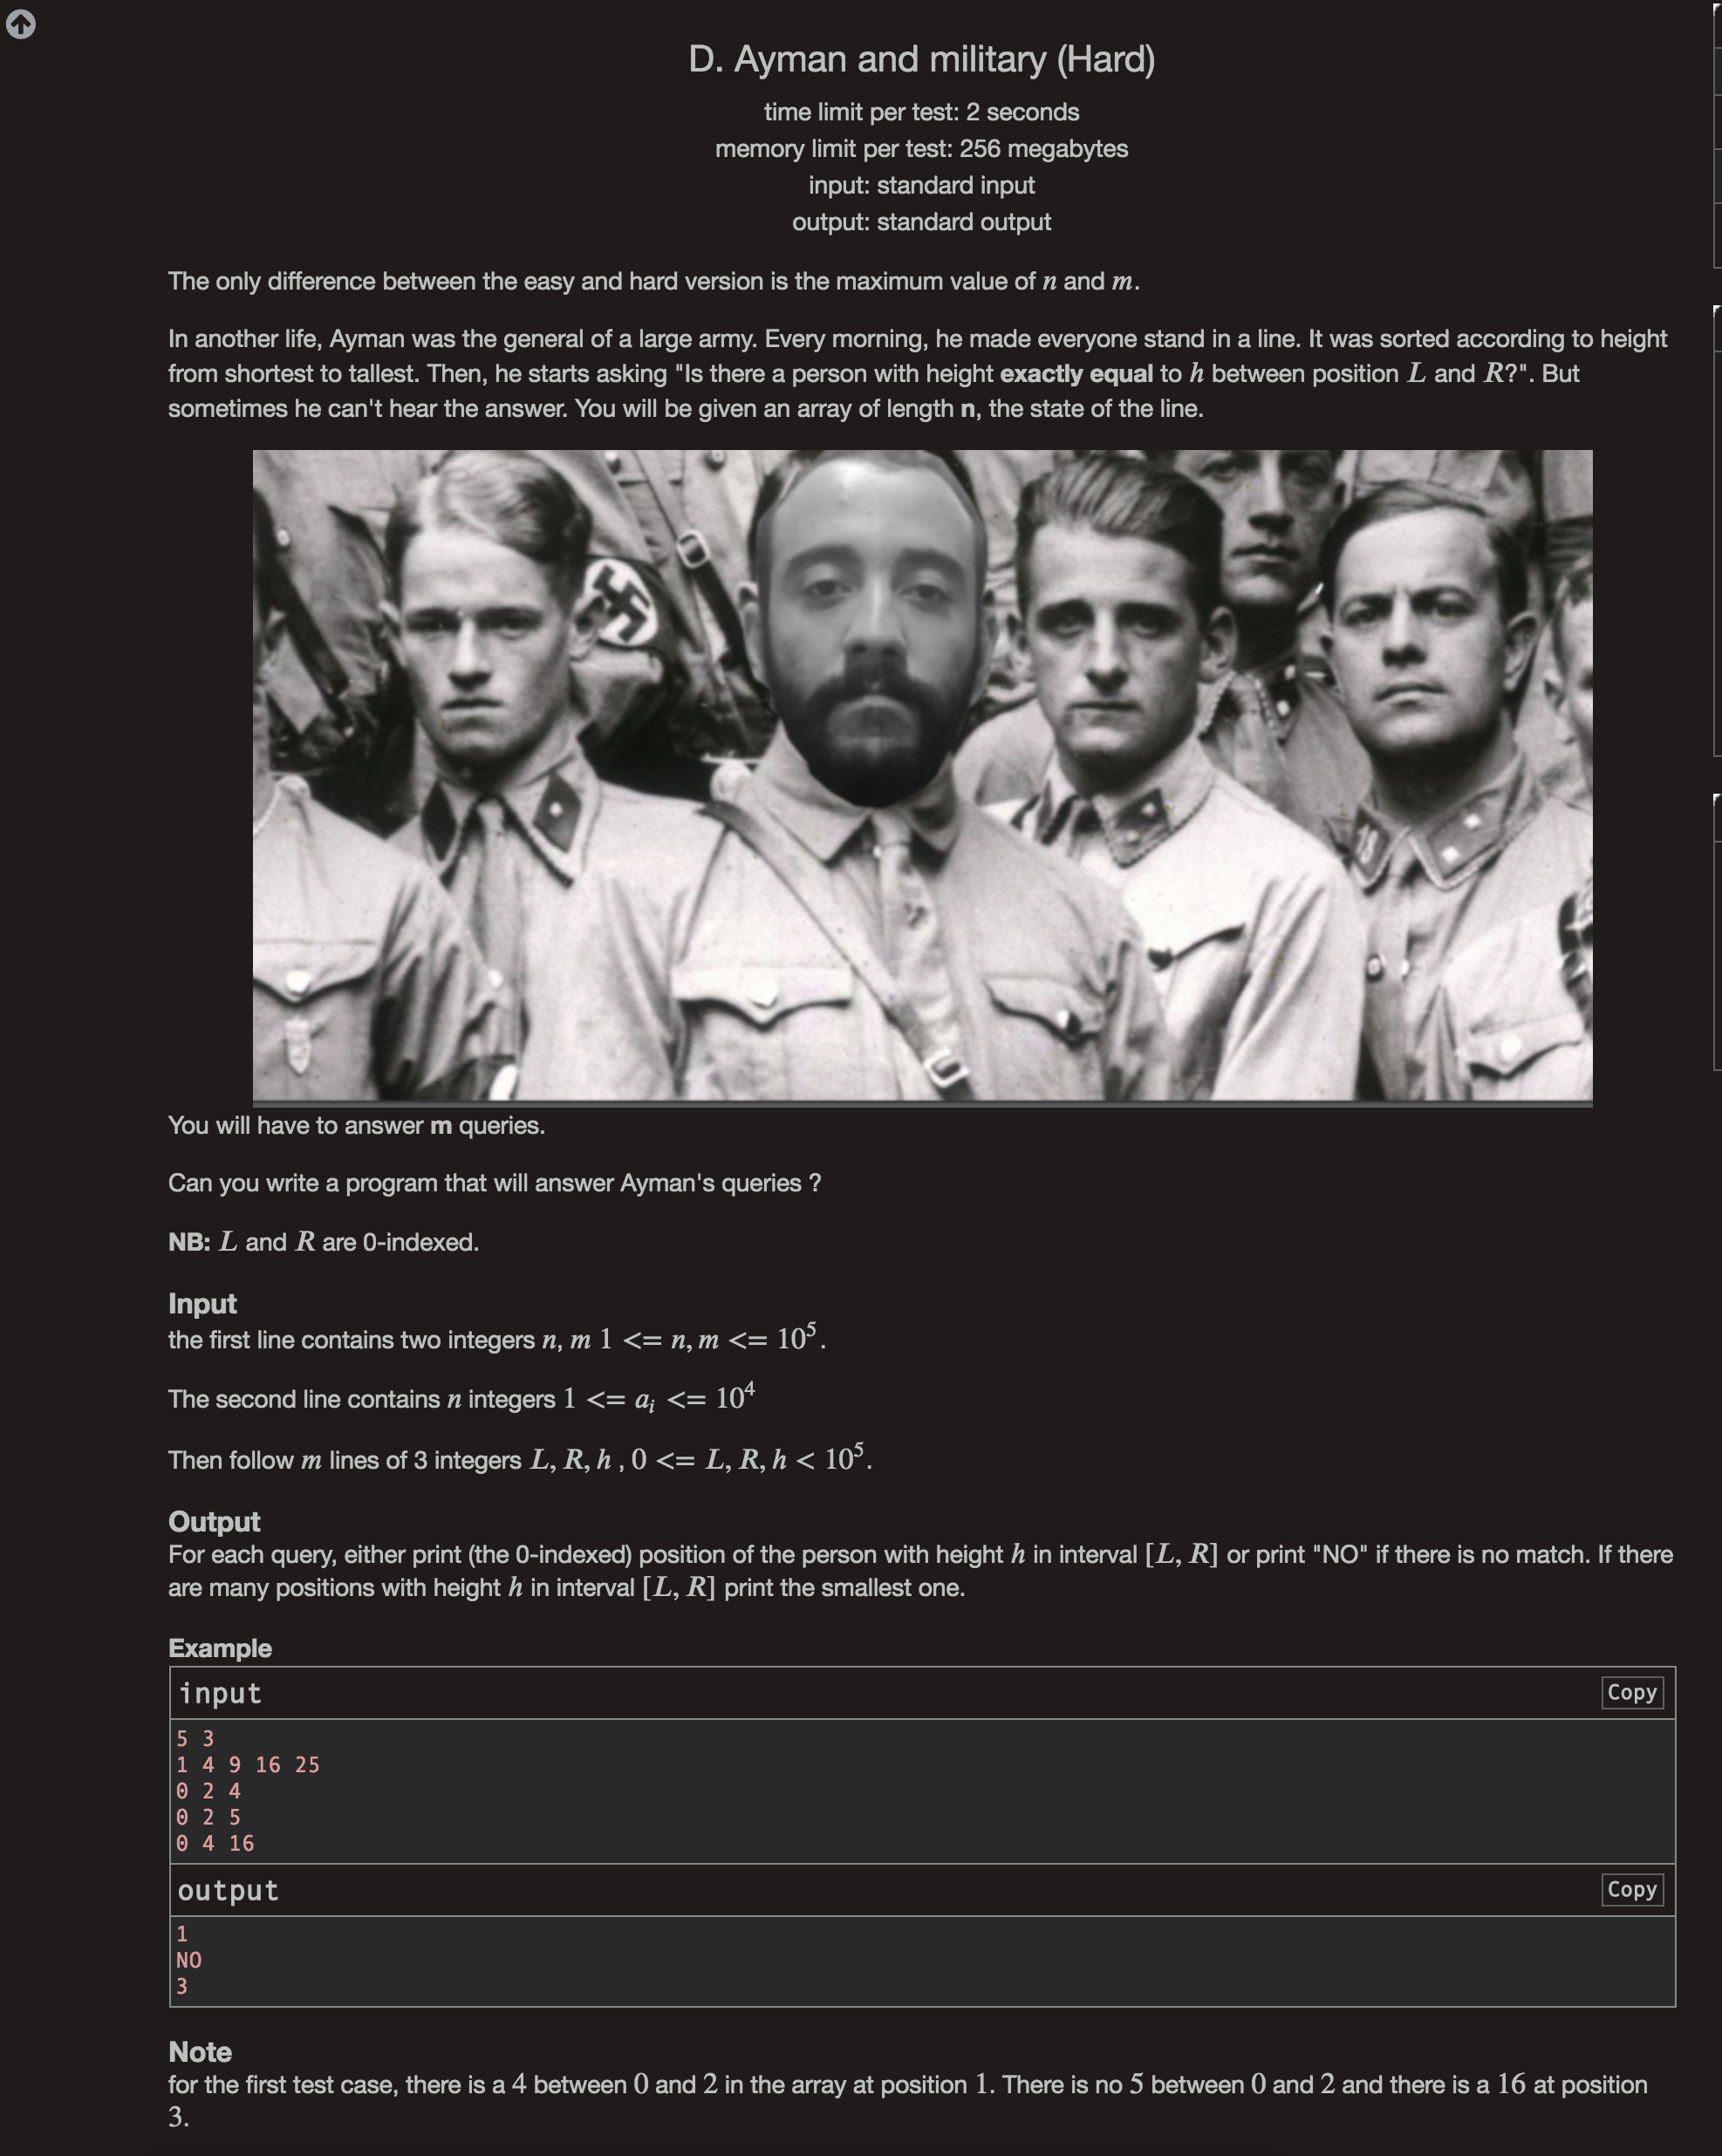 D. Ayman and military (Hard)
time limit per test: 2 seconds
memory limit per test: 256 megabytes
input: standard input
output: standard output
The only difference between the easy and hard version is the maximum value of n and m.
In another life, Ayman was the general of a large army. Every morning, he made everyone stand in a line. It was sorted according to height
from shortest to tallest. Then, he starts asking "Is there a person with height exactly equal to h between position L and R?". But
sometimes he can't hear the answer. You will be given an array of length n, the state of the line.
You will have to answer m queries.
Can you write a program that will answer Ayman's queries ?
NB: L and R are 0-indexed.
Input
the first line contains two integers n, m 1 <= n, m <= 10⁵.
The second line contains n integers 1 <= aᵢ <= 10⁴
Then follow m lines of 3 integers L, R, h , 0 <= L, R, h < 10⁵.
Output
For each query, either print (the 0-indexed) position of the person with height h in interval [L, R] or print "NO" if there is no match. If there
are many positions with height h in interval [L, R] print the smallest one.
Example
input Copy
5 3
1 4 9 16 25
0 2 4
0 2 5
0 4 16
output Copy
1
NO
3
Note
for the first test case, there is a 4 between 0 and 2 in the array at position 1. There is no 5 between 0 and 2 and there is a 16 at position
3.